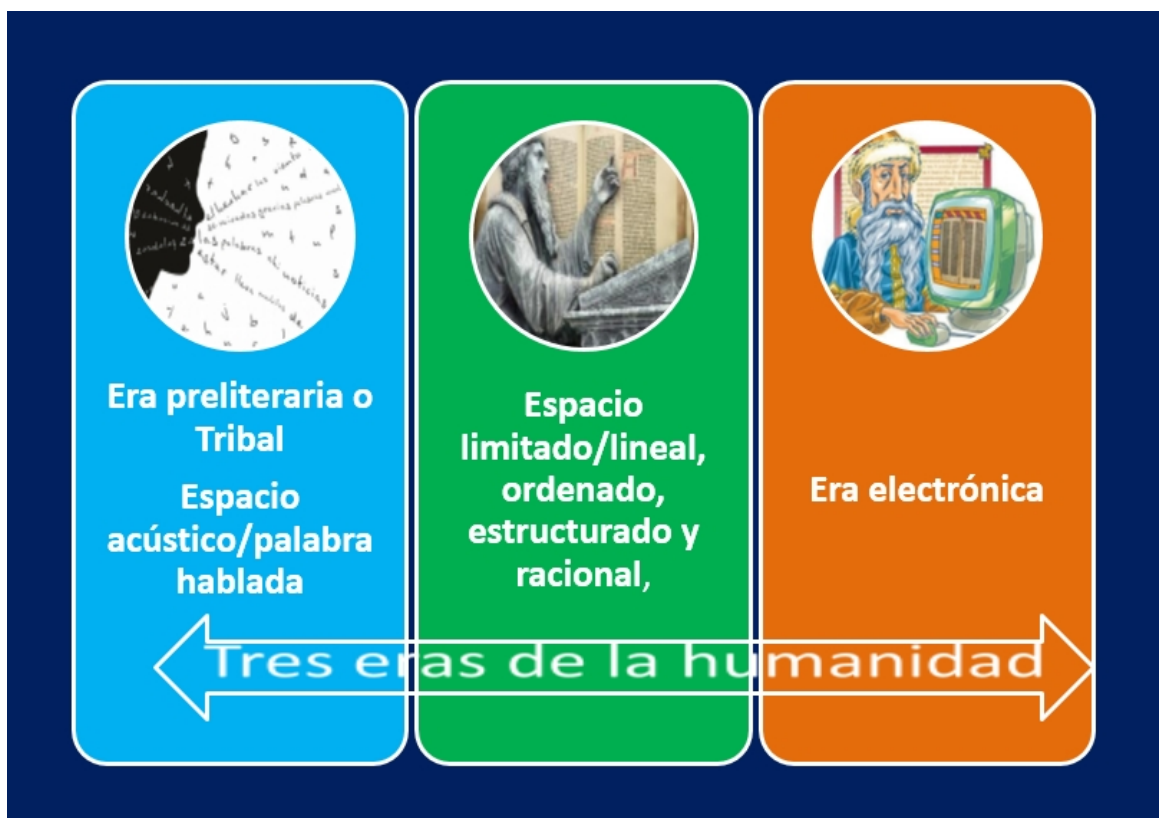 Era preliteraria o
Tribal
Espacio
acústico/palabra
hablada
Espacio
limitado/lineal,
ordenado,
estructurado y
racional,
Era electrónica
Tres eras de la humanidad